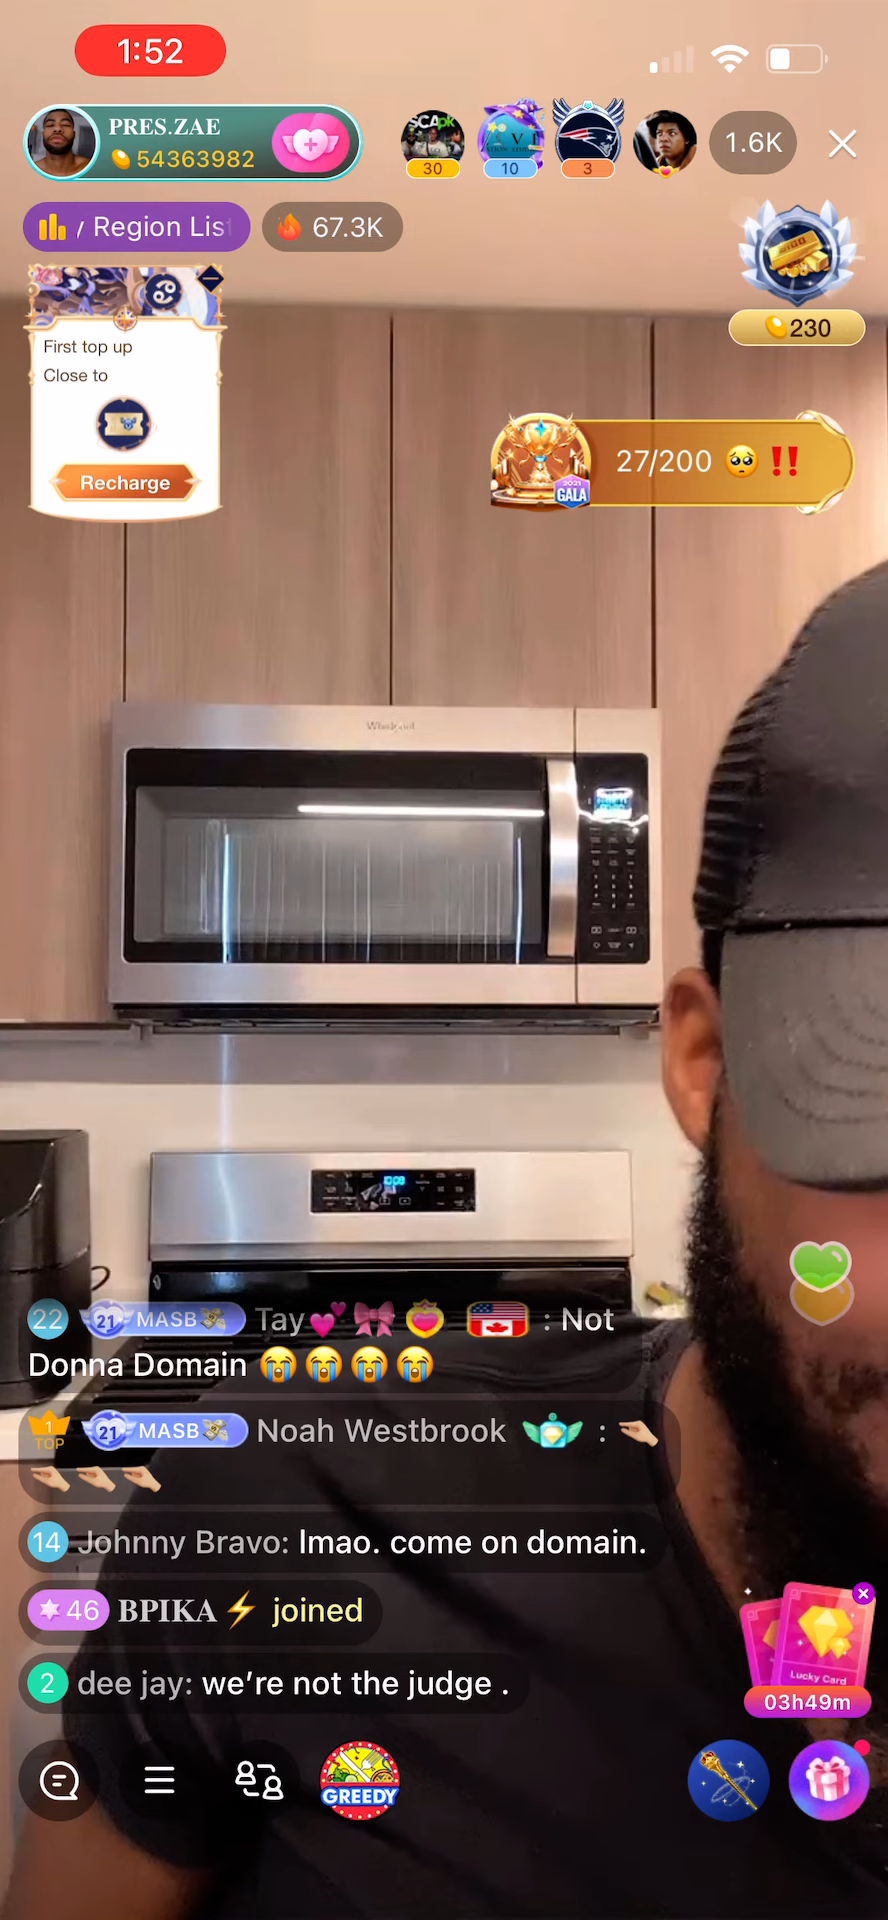 1:52
PRES.ZAE
54363982
30
10
3
1.6K
y Region List
67.3K
230
First top up
Close to
Recharge
27/200 🥺 ‼️
GALA
Whirlpool
22 21 MASB💸 Tay💕 🎀 : Not
Donna Domain 😭 😭 😭 😭
1 TOP 21 MASB💸 Noah Westbrook :
14 Johnny Bravo: lmao. come on domain.
46 BPIKA ⚡ joined
2 dee jay: we're not the judge .
Lucky Card
03h49m
GREEDY